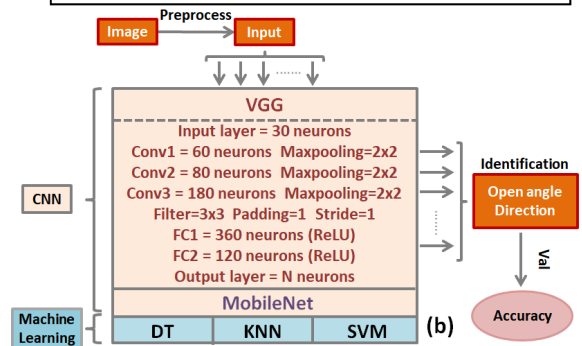 Preprocess
Image
Input
VGG
Input layer = 30 neurons
Conv1 = 60 neurons Maxpooling=2x2
Conv2 = 80 neurons Maxpooling=2x2
Conv3 = 180 neurons Maxpooling=2x2
Filter=3x3 Padding=1 Stride=1
FC1 = 360 neurons (ReLU)
FC2 = 120 neurons (ReLU)
Output layer = N neurons
MobileNet
CNN
Machine
Learning
DT
KNN
SVM
(b)
Identification
Open angle
Direction
Val
Accuracy